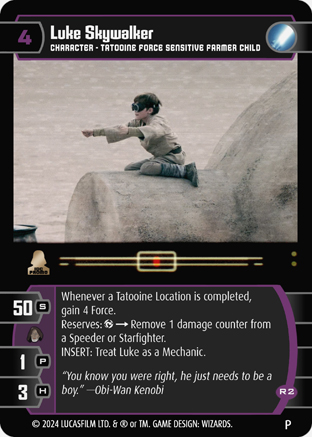 4 Luke Skywalker
CHARACTER - TATOOINE FORCE SENSITIVE FARMER CHILD
50 S
1 P
3 H
Whenever a Tatooine Location is completed,
gain 4 Force.
Reserves: → Remove 1 damage counter from
a Speeder or Starfighter.
INSERT: Treat Luke as a Mechanic.
"You know you were right, he just needs to be a
boy." —Obi-Wan Kenobi
R2
© 2024 LUCASFILM LTD. & ® or TM. GAME DESIGN: WIZARDS.
P